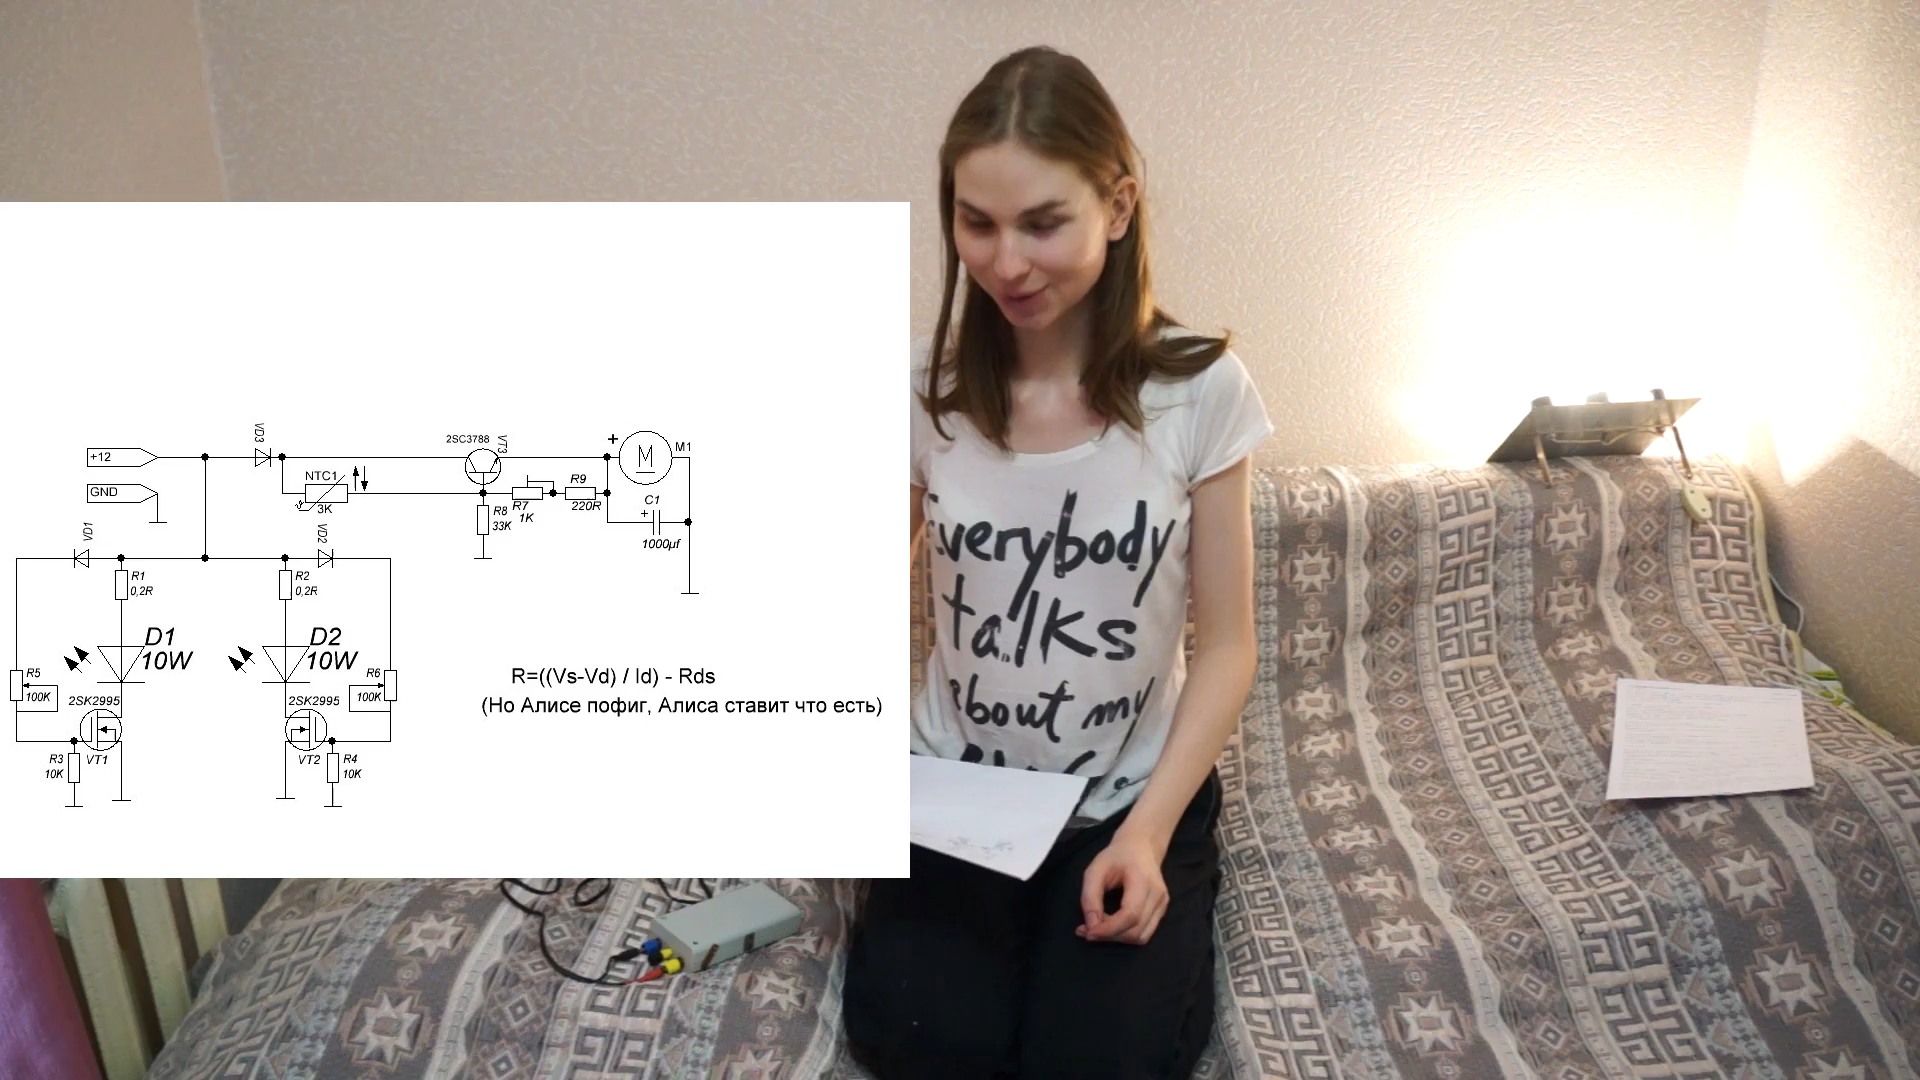 +12
GND
VD3
NTC1
3K
2SC3788
VT3
R8
33K
R7
1K
R9
220R
+
M
M1
C1
+
1000µf
VD1
VD2
R1
0,2R
R2
0,2R
D1
10W
D2
10W
R5
100K
R6
100K
2SK2995
2SK2995
VT1
VT2
R3
10K
R4
10K
R=((Vs-Vd) / Id) - Rds
(Но Алисе пофиг, Алиса ставит что есть)
Everybody
talks
about my